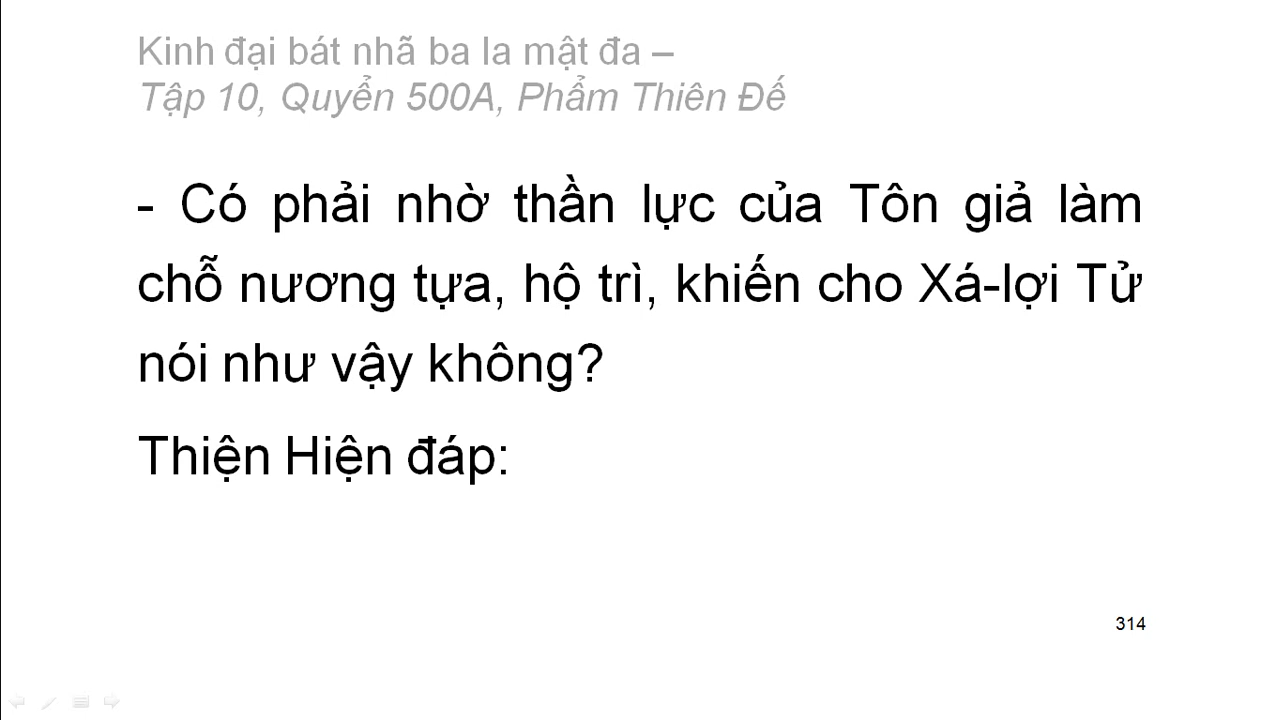 Kinh đại bát nhã ba la mật đa –
Tập 10, Quyển 500A, Phẩm Thiên Đế
- Có phải nhờ thần lực của Tôn giả làm
chỗ nương tựa, hộ trì, khiến cho Xá-lợi Tử
nói như vậy không?
Thiện Hiện đáp:
314